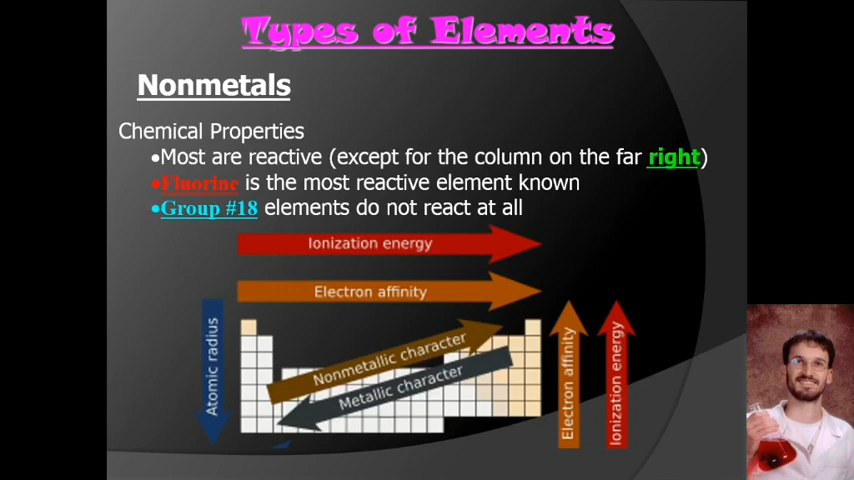 Types of Elements
Nonmetals
Chemical Properties
•Most are reactive (except for the column on the far right)
•Fluorine is the most reactive element known
•Group #18 elements do not react at all
Ionization energy
Electron affinity
Atomic radius
Nonmetallic character
Metallic character
Electron affinity
Ionization energy